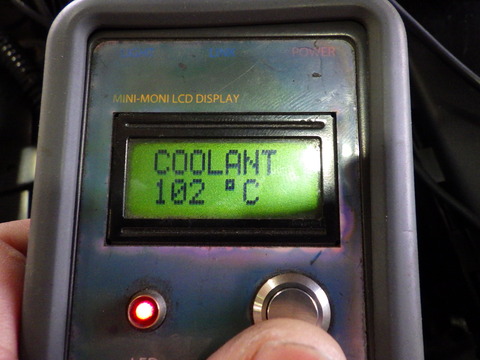 POWER
MINI-MONI LCD DISPLAY
COOLANT
102 °C